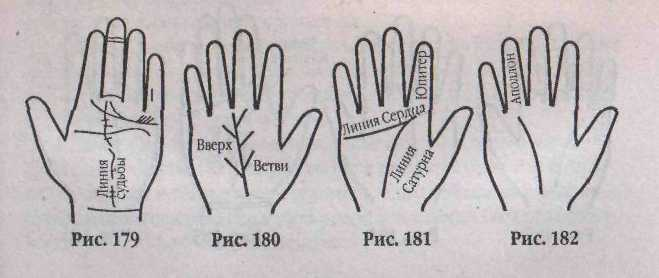 Линия
судьбы
Вверх
Ветви
Линия Сердца
Юпитер
Линия
Сатурна
Аполлон
Рис. 179
Рис. 180
Рис. 181
Рис. 182